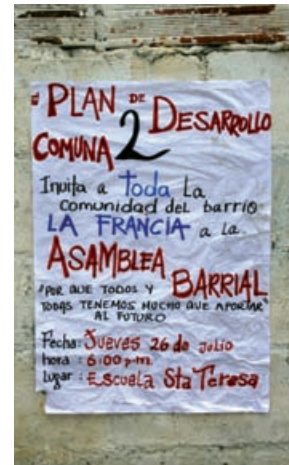 el PLAN DE
DESARROLLO
COMUNA 2
Invita a Toda La
comunidad del barrio
LA FRANCIA a la
ASAMBLEA
BARRIAL
"POR QUE TODOS Y
TODAS TENEMOS MUCHO QUE APORTAR
AL FUTURO"
Fecha: Jueves 26 de Julio
hora: 6:00 p.m.
lugar: Escuela Sta Teresa